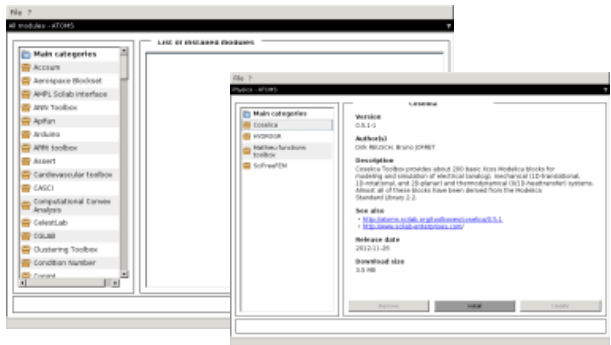 File ?
All modules - ATOMS
List of installed modules
Main categories
Accsum
Aerospace Blockset
AMPL Scilab interface
ANN Toolbox
Apifun
Arduino
ARfit toolbox
Assert
Cardiovascular toolbox
CASCI
Computational Convex
Analysis
CelestLab
CGLAB
Clustering Toolbox
Condition Number
File ?
Physics - ATOMS
Main categories
Coselica
HYDROGR
Mathieu functions
toolbox
SciFreeFEM
Coselica
Version
0.5.1-1
Author(s)
Dirk REUSCH, Bruno JOFRET
Description
Coselica Toolbox provides about 200 basic Xcos Modelica blocks for
modeling and simulation of electrical (analog), mechanical (1D-translational,
1D-rotational, and 2D-planar) and thermodynamical (0/1D-heattransfer) systems.
Almost all of these blocks have been derived from the Modelica
Standard Library 2.2.
See also
http://atoms.scilab.org/toolboxes/coselica/0.5.1
http://www.scilab-enterprises.com/
Release date
2012-11-26
Download size
3.5 MB
Remove
Install
Update